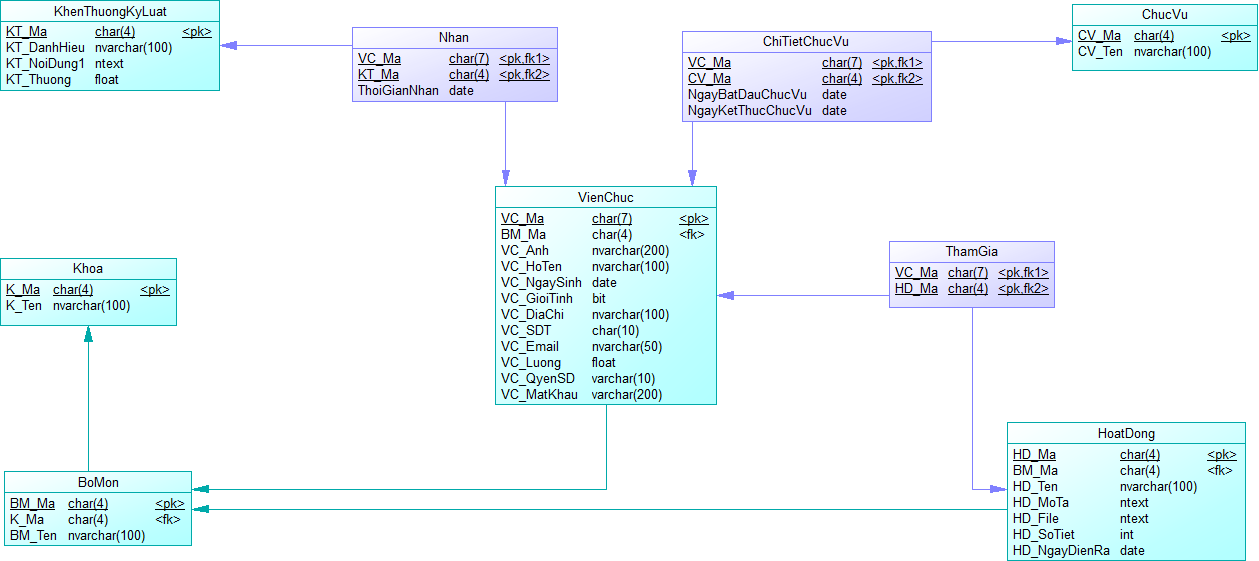 KhenThuongKyLuat
KT_Ma char(4) <pk>
KT_DanhHieu nvarchar(100)
KT_NoiDung1 ntext
KT_Thuong float
Nhan
VC_Ma char(7) <pk,fk1>
KT_Ma char(4) <pk,fk2>
ThoiGianNhan date
ChiTietChucVu
VC_Ma char(7) <pk,fk1>
CV_Ma char(4) <pk,fk2>
NgayBatDauChucVu date
NgayKetThucChucVu date
ChucVu
CV_Ma char(4) <pk>
CV_Ten nvarchar(100)
VienChuc
VC_Ma char(7) <pk>
BM_Ma char(4) <fk>
VC_Anh nvarchar(200)
VC_HoTen nvarchar(100)
VC_NgaySinh date
VC_GioiTinh bit
VC_DiaChi nvarchar(100)
VC_SDT char(10)
VC_Email nvarchar(50)
VC_Luong float
VC_QyenSD varchar(10)
VC_MatKhau varchar(200)
ThamGia
VC_Ma char(7) <pk,fk1>
HD_Ma char(4) <pk,fk2>
Khoa
K_Ma char(4) <pk>
K_Ten nvarchar(100)
BoMon
BM_Ma char(4) <pk>
K_Ma char(4) <fk>
BM_Ten nvarchar(100)
HoatDong
HD_Ma char(4) <pk>
BM_Ma char(4) <fk>
HD_Ten nvarchar(100)
HD_MoTa ntext
HD_File ntext
HD_SoTiet int
HD_NgayDienRa date